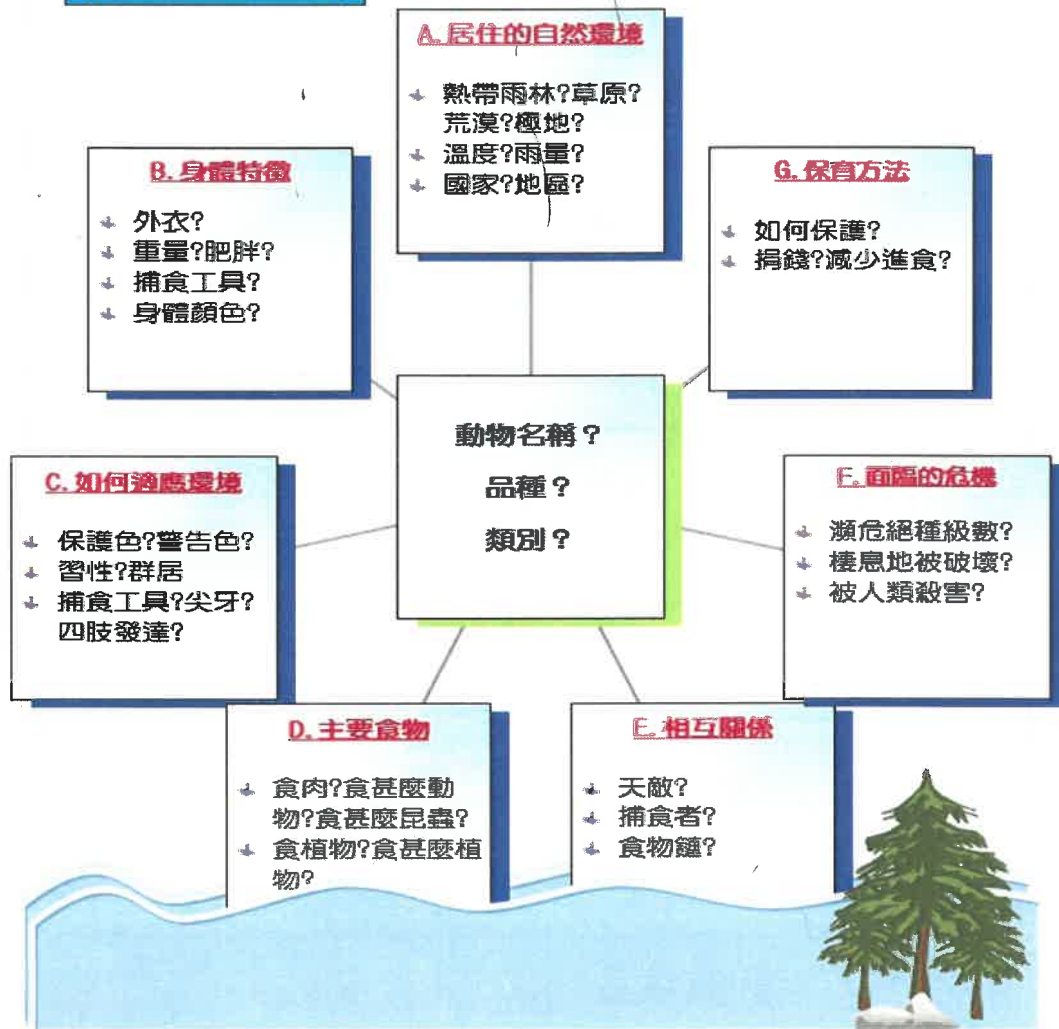 A. 居住的自然環境
熱帶雨林?草原?
荒漠?極地?
溫度?雨量?
國家?地區?
B. 身體特徵
外衣?
重量?肥胖?
捕食工具?
身體顏色?
G. 保育方法
如何保護?
捐錢?減少進食?
動物名稱?
品種?
類別?
C. 如何適應環境
保護色?警告色?
習性?群居
捕食工具?尖牙?
四肢發達?
F. 面臨的危機
瀕危絕種級數?
棲息地被破壞?
被人類殺害?
D. 主要食物
食肉?食甚麼動
物?食甚麼昆蟲?
食植物?食甚麼植
物?
E. 相互關係
天敵?
捕食者?
食物鏈?